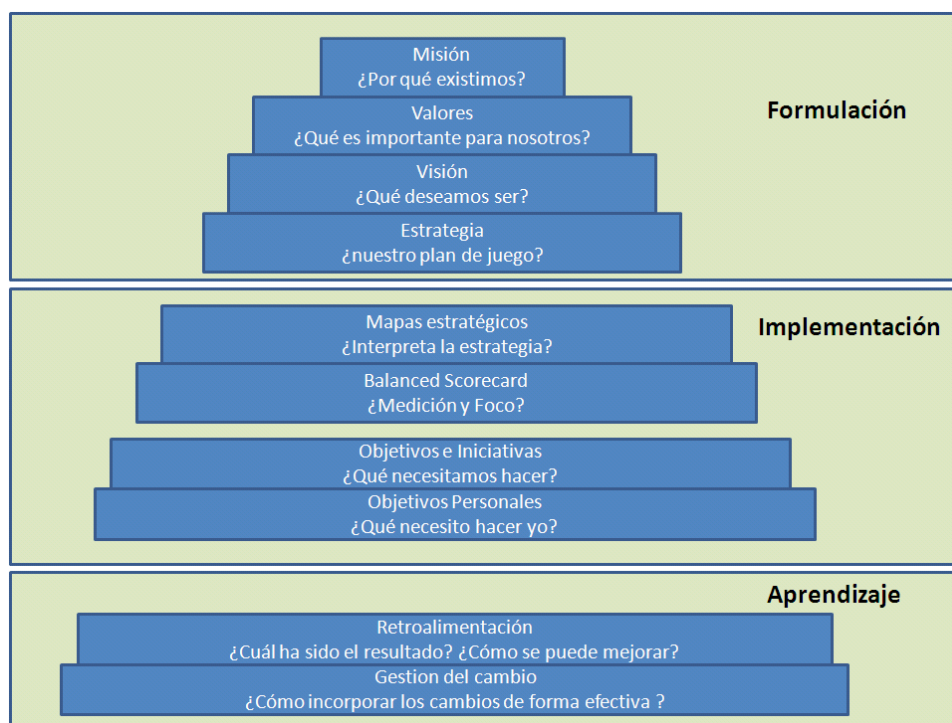 Misión
¿Por qué existimos?
Formulación
Valores
¿Qué es importante para nosotros?
Visión
¿Qué deseamos ser?
Estrategia
¿nuestro plan de juego?
Mapas estratégicos
¿Interpreta la estrategia?
Implementación
Balanced Scorecard
¿Medición y Foco?
Objetivos e Iniciativas
¿Qué necesitamos hacer?
Objetivos Personales
¿Qué necesito hacer yo?
Aprendizaje
Retroalimentación
¿Cuál ha sido el resultado? ¿Cómo se puede mejorar?
Gestion del cambio
¿Cómo incorporar los cambios de forma efectiva ?